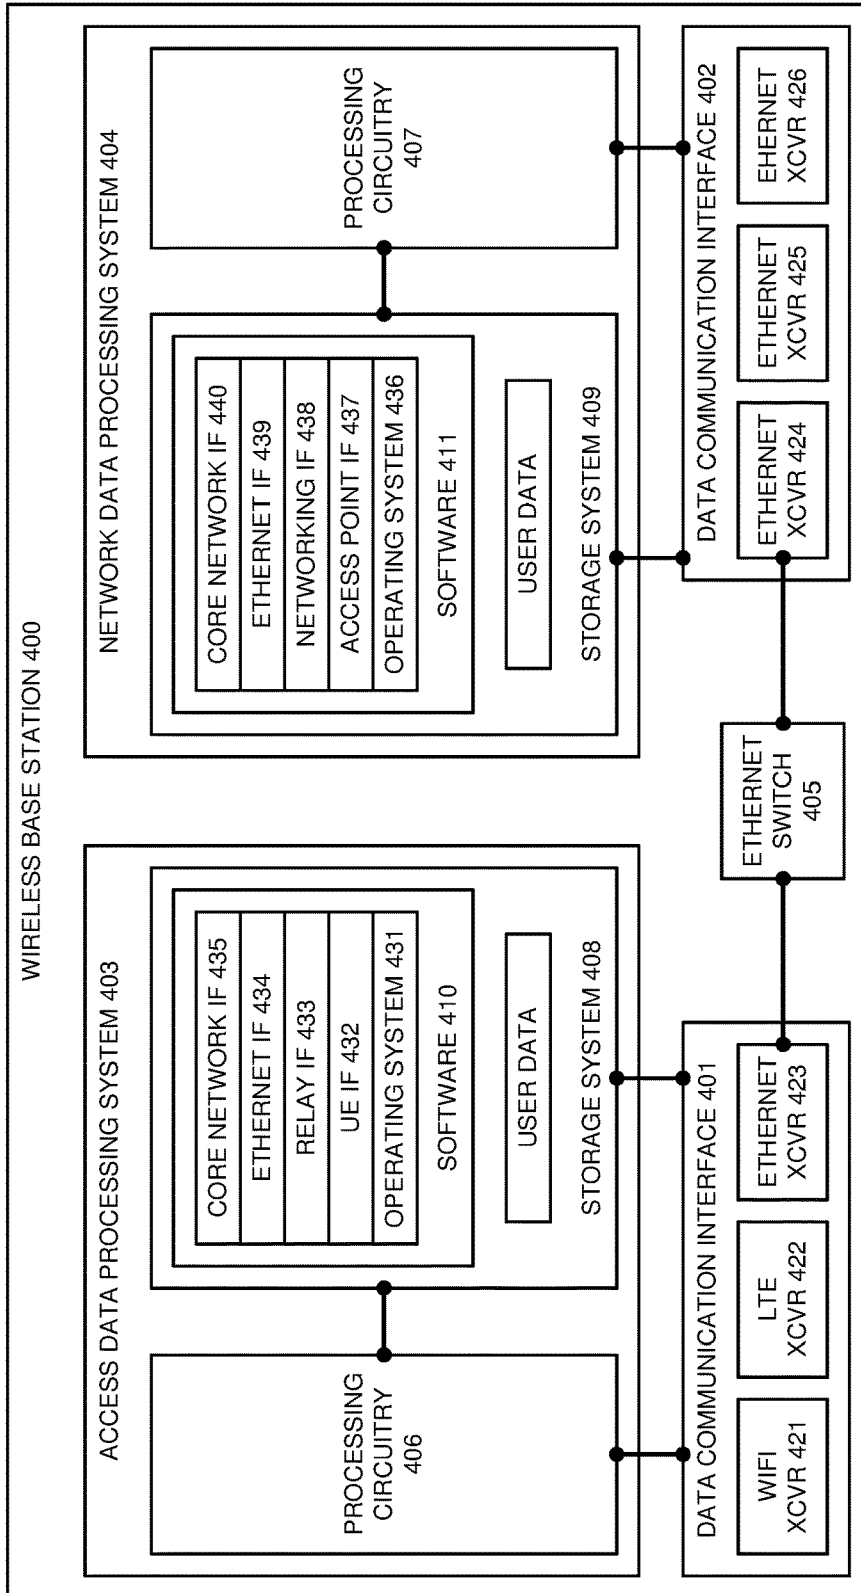 WIRELESS BASE STATION 400
ACCESS DATA PROCESSING SYSTEM 403
PROCESSING
CIRCUITRY
406
CORE NETWORK IF 435
ETHERNET IF 434
RELAY IF 433
UE IF 432
OPERATING SYSTEM 431
SOFTWARE 410
USER DATA
STORAGE SYSTEM 408
DATA COMMUNICATION INTERFACE 401
WIFI
XCVR 421
LTE
XCVR 422
ETHERNET
XCVR 423
ETHERNET
SWITCH
405
NETWORK DATA PROCESSING SYSTEM 404
CORE NETWORK IF 440
ETHERNET IF 439
NETWORKING IF 438
ACCESS POINT IF 437
OPERATING SYSTEM 436
SOFTWARE 411
USER DATA
STORAGE SYSTEM 409
PROCESSING
CIRCUITRY
407
DATA COMMUNICATION INTERFACE 402
ETHERNET
XCVR 424
ETHERNET
XCVR 425
EHERNET
XCVR 426